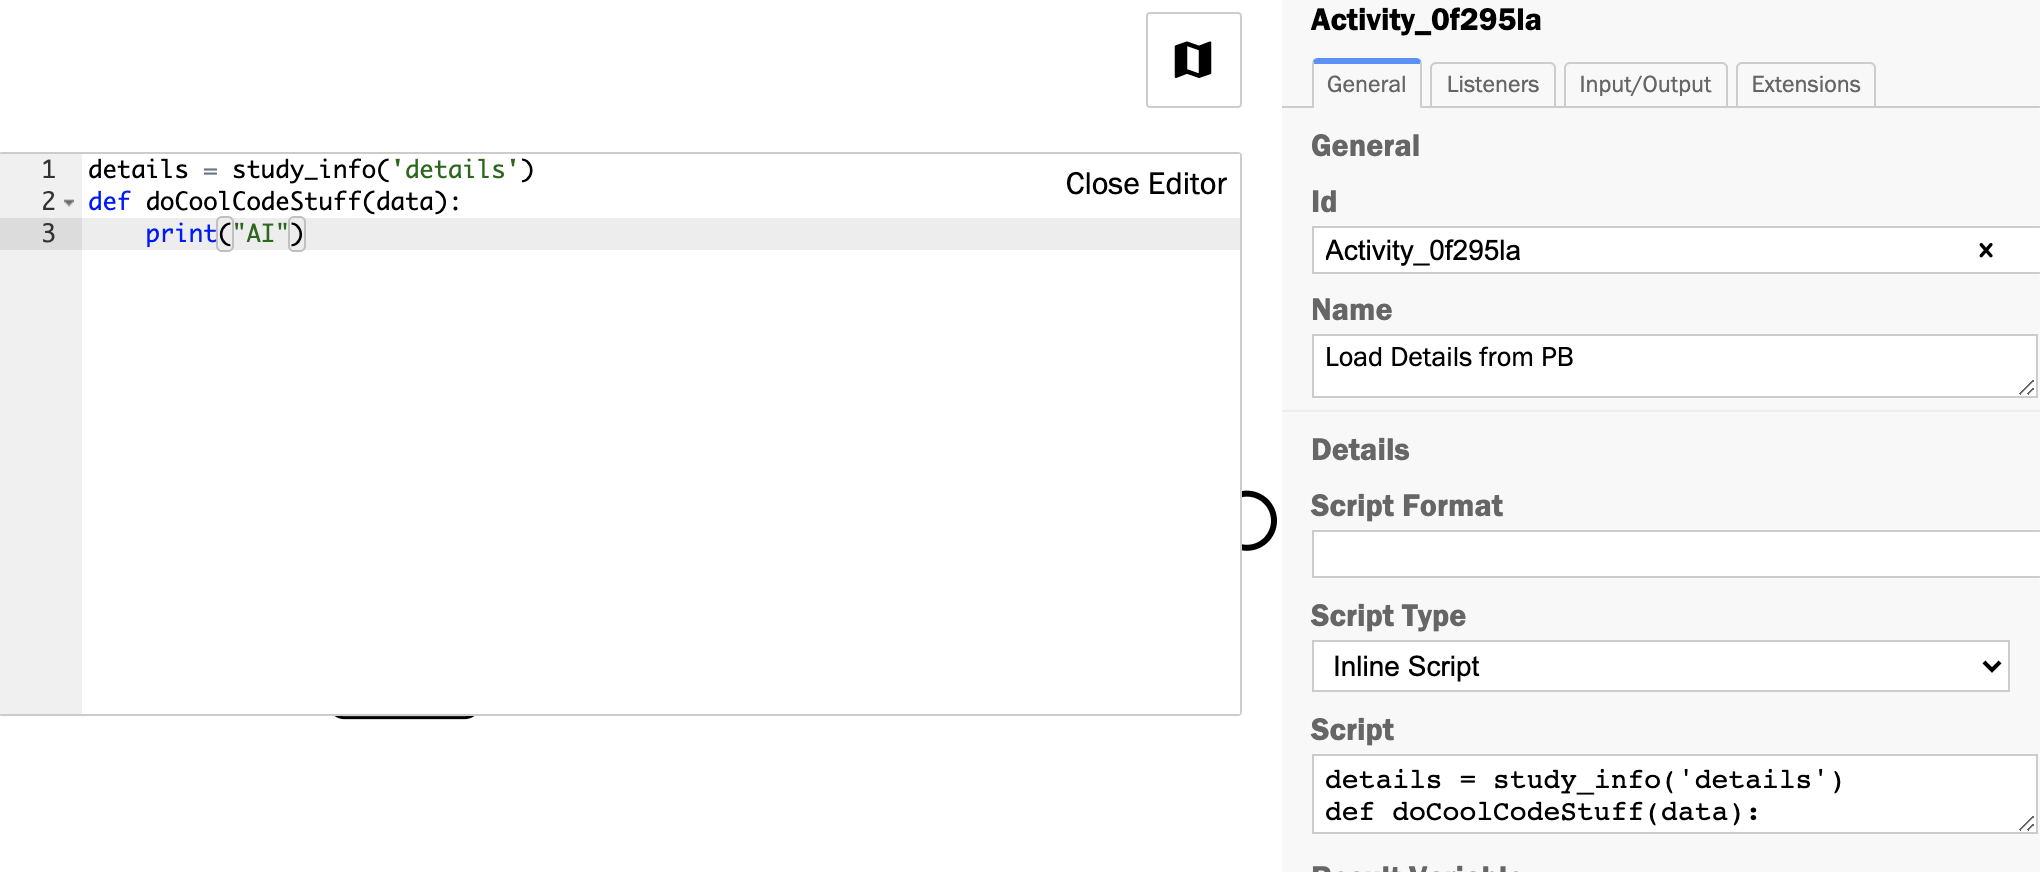 1 details = study_info('details')
2 def doCoolCodeStuff(data):
3 print("AI")
Close Editor
Activity_0f295la
General Listeners Input/Output Extensions
General
Id
Activity_0f295la
Name
Load Details from PB
Details
Script Format
Script Type
Inline Script
Script
details = study_info('details')
def doCoolCodeStuff(data):
Result Variable